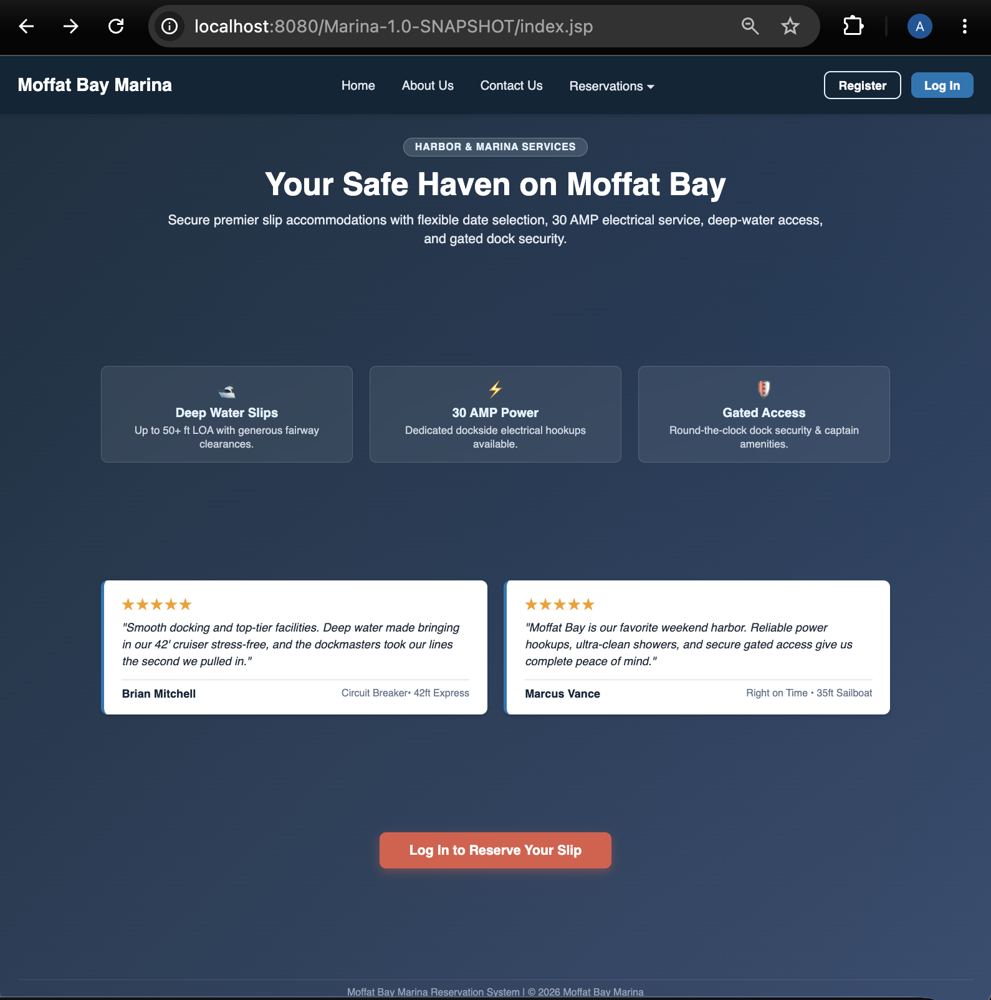 localhost:8080/Marina-1.0-SNAPSHOT/index.jsp
A
Moffat Bay Marina
Home
About Us
Contact Us
Reservations
Register
Log In
HARBOR & MARINA SERVICES
Your Safe Haven on Moffat Bay
Secure premier slip accommodations with flexible date selection, 30 AMP electrical service, deep-water access,
and gated dock security.
Deep Water Slips
Up to 50+ ft LOA with generous fairway
clearances.
30 AMP Power
Dedicated dockside electrical hookups
available.
Gated Access
Round-the-clock dock security & captain
amenities.
★★★★★
"Smooth docking and top-tier facilities. Deep water made bringing
in our 42' cruiser stress-free, and the dockmasters took our lines
the second we pulled in."
Brian Mitchell
Circuit Breaker• 42ft Express
★★★★★
"Moffat Bay is our favorite weekend harbor. Reliable power
hookups, ultra-clean showers, and secure gated access give us
complete peace of mind."
Marcus Vance
Right on Time • 35ft Sailboat
Log In to Reserve Your Slip
Moffat Bay Marina Reservation System | © 2026 Moffat Bay Marina